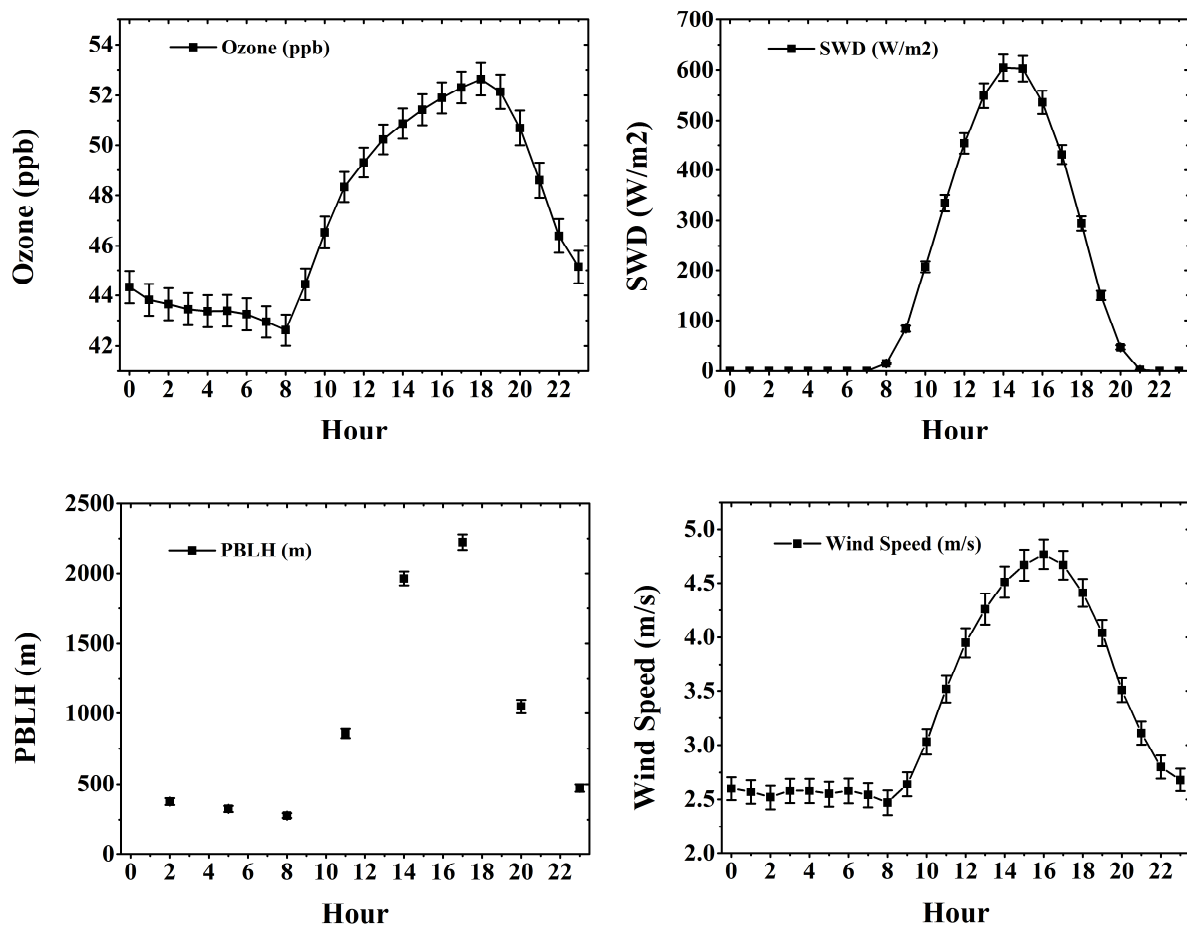 54
52
50
48
46
44
42
Ozone (ppb)
Ozone (ppb)
0 2 4 6 8 10 12 14 16 18 20 22
Hour
700
600
500
400
300
200
100
0
SWD (W/m2)
SWD (W/m2)
0 2 4 6 8 10 12 14 16 18 20 22
Hour
2500
2000
1500
1000
500
0
PBLH (m)
PBLH (m)
0 2 4 6 8 10 12 14 16 18 20 22
Hour
5.0
4.5
4.0
3.5
3.0
2.5
2.0
Wind Speed (m/s)
Wind Speed (m/s)
0 2 4 6 8 10 12 14 16 18 20 22
Hour